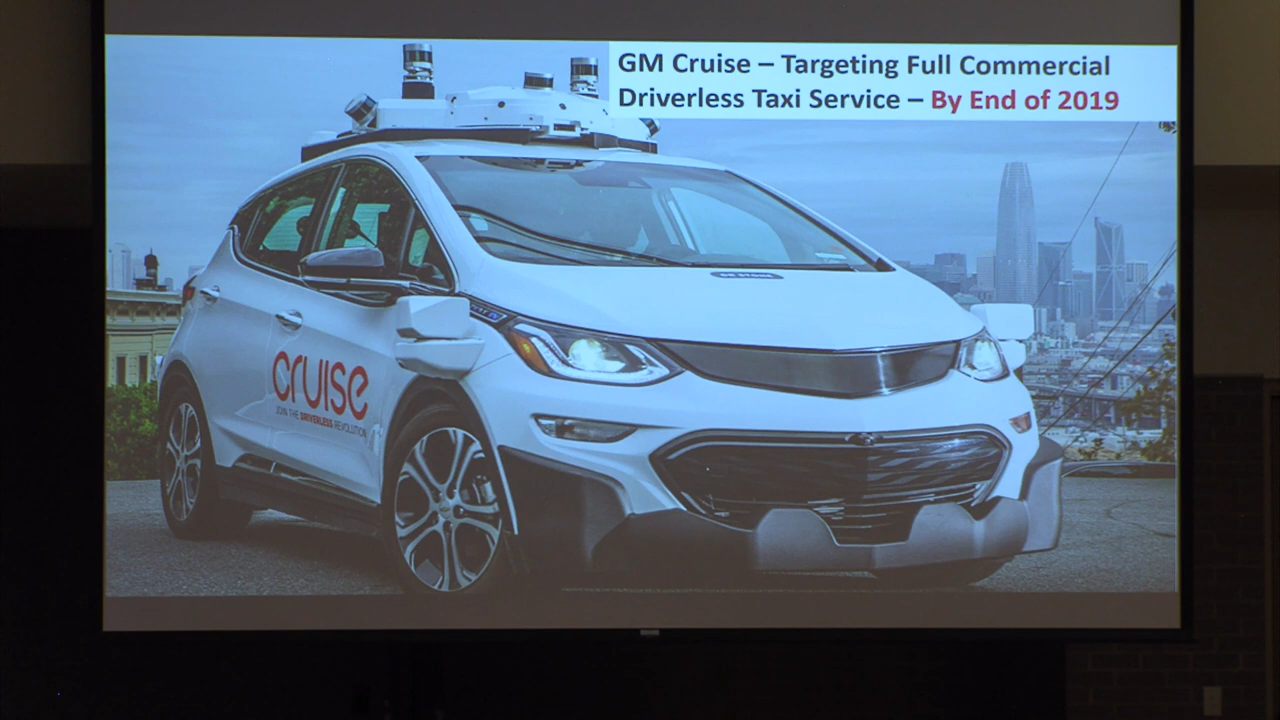 GM Cruise – Targeting Full Commercial
Driverless Taxi Service – By End of 2019
cruise
JOIN THE DRIVERLESS REVOLUTION